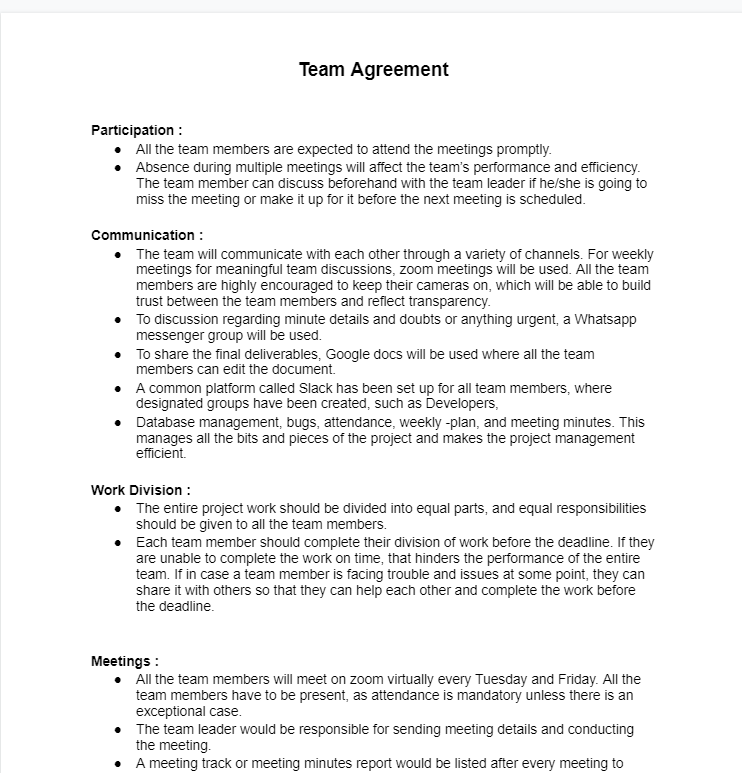 Team Agreement
Participation :
● All the team members are expected to attend the meetings promptly.
● Absence during multiple meetings will affect the team's performance and efficiency.
The team member can discuss beforehand with the team leader if he/she is going to
miss the meeting or make it up for it before the next meeting is scheduled.
Communication :
● The team will communicate with each other through a variety of channels. For weekly
meetings for meaningful team discussions, zoom meetings will be used. All the team
members are highly encouraged to keep their cameras on, which will be able to build
trust between the team members and reflect transparency.
● To discussion regarding minute details and doubts or anything urgent, a Whatsapp
messenger group will be used.
● To share the final deliverables, Google docs will be used where all the team
members can edit the document.
● A common platform called Slack has been set up for all team members, where
designated groups have been created, such as Developers,
● Database management, bugs, attendance, weekly -plan, and meeting minutes. This
manages all the bits and pieces of the project and makes the project management
efficient.
Work Division :
● The entire project work should be divided into equal parts, and equal responsibilities
should be given to all the team members.
● Each team member should complete their division of work before the deadline. If they
are unable to complete the work on time, that hinders the performance of the entire
team. If in case a team member is facing trouble and issues at some point, they can
share it with others so that they can help each other and complete the work before
the deadline.
Meetings :
● All the team members will meet on zoom virtually every Tuesday and Friday. All the
team members have to be present, as attendance is mandatory unless there is an
exceptional case.
● The team leader would be responsible for sending meeting details and conducting
the meeting.
● A meeting track or meeting minutes report would be listed after every meeting to